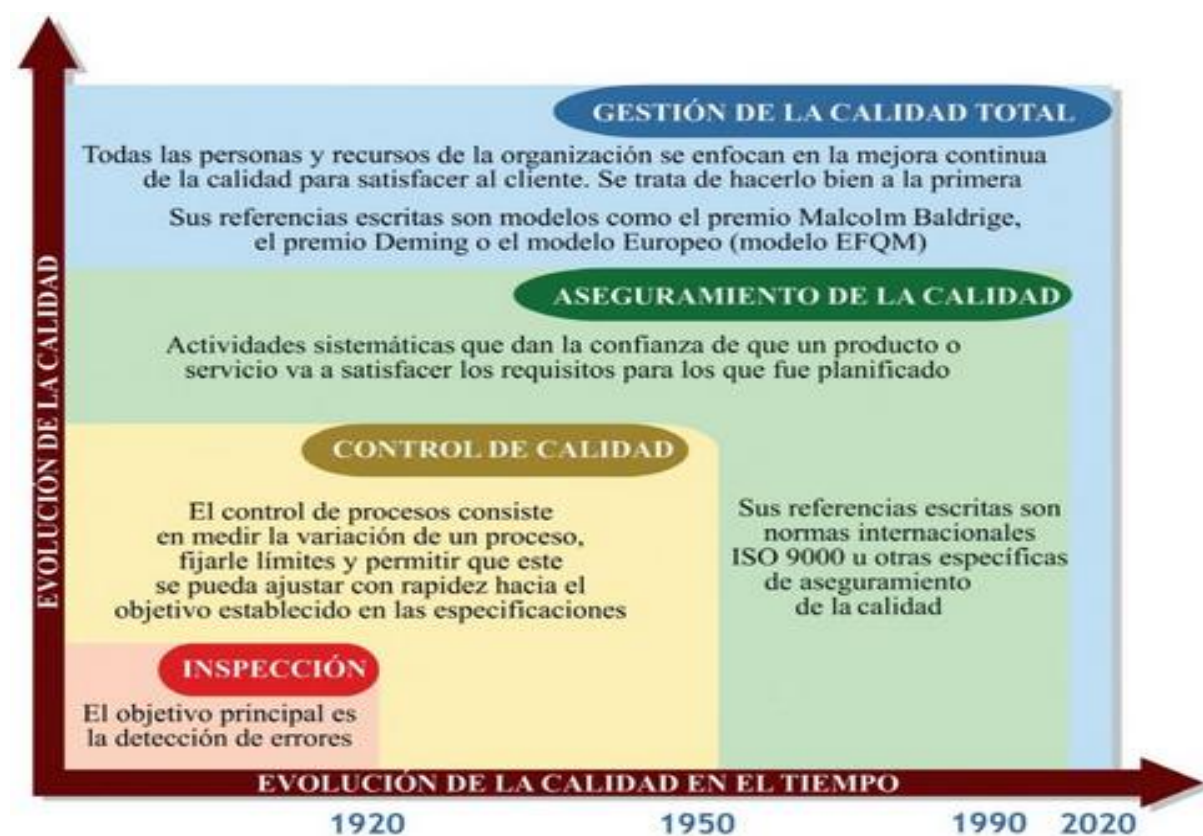 GESTIÓN DE LA CALIDAD TOTAL
Todas las personas y recursos de la organización se enfocan en la mejora continua
de la calidad para satisfacer al cliente. Se trata de hacerlo bien a la primera
Sus referencias escritas son modelos como el premio Malcolm Baldrige,
el premio Deming o el modelo Europeo (modelo EFQM)
ASEGURAMIENTO DE LA CALIDAD
Actividades sistemáticas que dan la confianza de que un producto o
servicio va a satisfacer los requisitos para los que fue planificado
CONTROL DE CALIDAD
El control de procesos consiste
en medir la variación de un proceso,
fijarle límites y permitir que este
se pueda ajustar con rapidez hacia el
objetivo establecido en las especificaciones
Sus referencias escritas son
normas internacionales
ISO 9000 u otras específicas
de aseguramiento
de la calidad
INSPECCIÓN
El objetivo principal es
la detección de errores
EVOLUCIÓN DE LA CALIDAD
EVOLUCIÓN DE LA CALIDAD EN EL TIEMPO
1920 1950 1990 2020